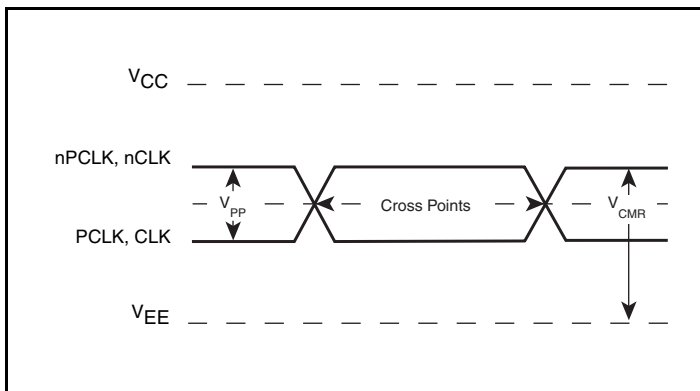 VCC
nPCLK, nCLK
VPP
Cross Points
VCMR
PCLK, CLK
VEE